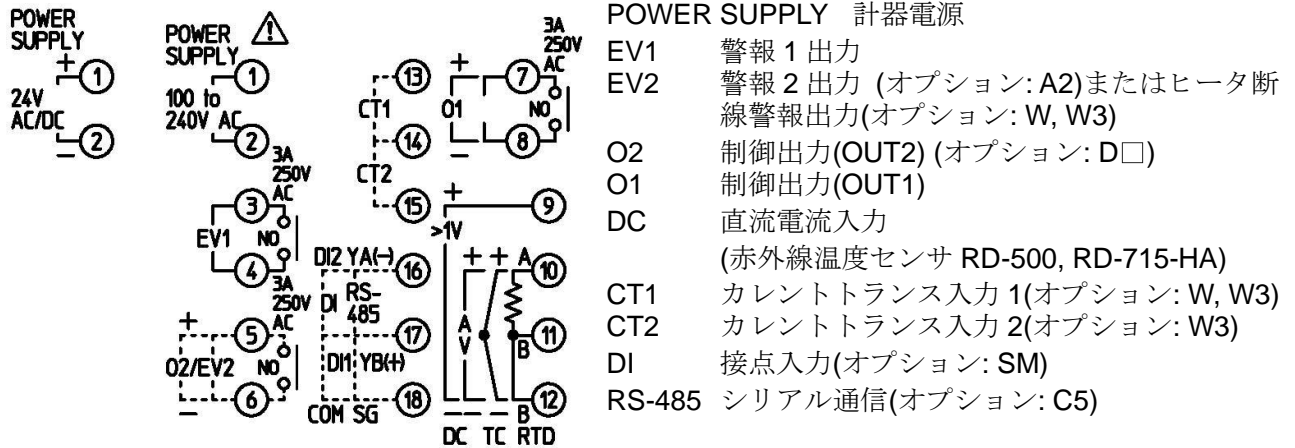 POWER
SUPPLY
+
①
24V
AC/DC
−
②
POWER
SUPPLY
①
100 to
240V AC
②
3A
250V
AC
③
EV1
NO
④
3A
250V
AC
+
⑤
O2/EV2
NO
−
⑥
⑬
CT1
⑭
CT2
⑮
DI2 YA(−)
⑯
DI
RS-
485
⑰
DI1 YB(+)
⑱
COM SG
3A
250V
AC
+
⑦
O1
NO
−
⑧
+
⑨
>1V
+ + A
⑩
A
V
B
⑪
− − − B
⑫
DC TC RTD
POWER SUPPLY 計器電源
EV1 警報 1 出力
EV2 警報 2 出力 (オプション: A2)またはヒータ断
線警報出力(オプション: W, W3)
O2 制御出力(OUT2) (オプション: D□)
O1 制御出力(OUT1)
DC 直流電流入力
(赤外線温度センサ RD-500, RD-715-HA)
CT1 カレントトランス入力 1(オプション: W, W3)
CT2 カレントトランス入力 2(オプション: W3)
DI 接点入力(オプション: SM)
RS-485 シリアル通信(オプション: C5)